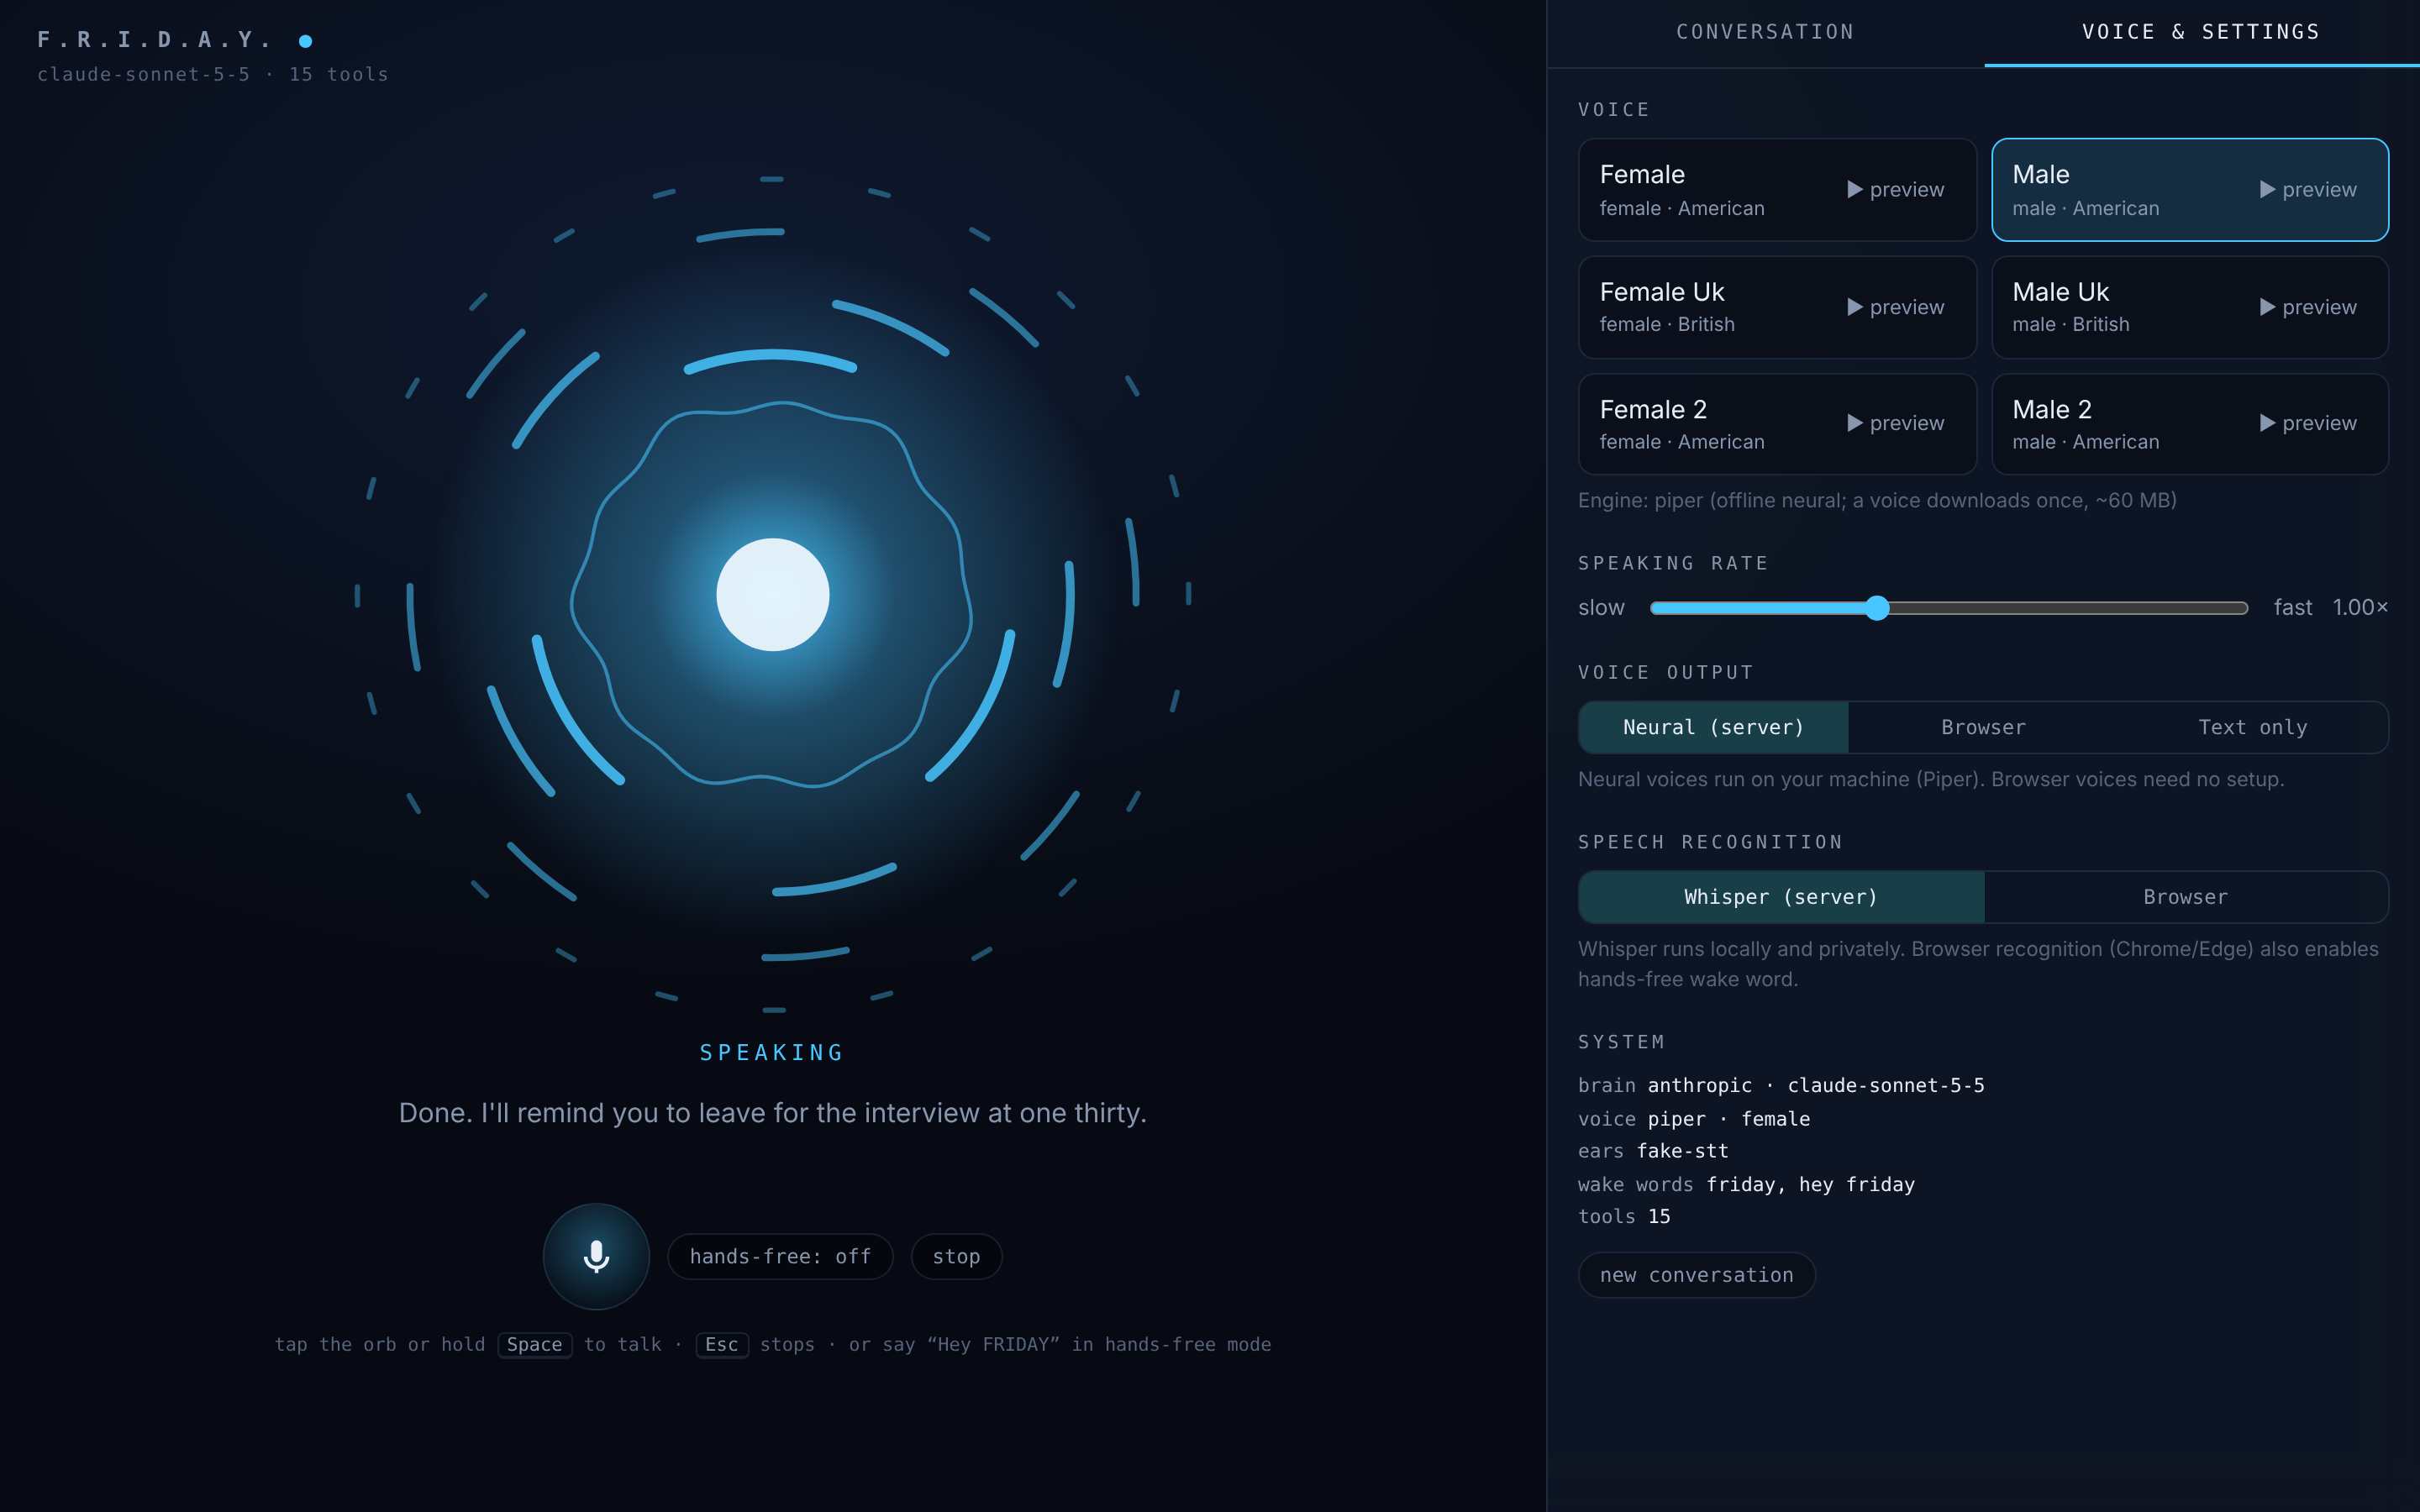 F.R.I.D.A.Y.
claude-sonnet-5-5 · 15 tools
SPEAKING
Done. I'll remind you to leave for the interview at one thirty.
hands-free: off
stop
tap the orb or hold Space to talk · Esc stops · or say “Hey FRIDAY” in hands-free mode
CONVERSATION
VOICE & SETTINGS
VOICE
Female
female · American
▶ preview
Male
male · American
▶ preview
Female Uk
female · British
▶ preview
Male Uk
male · British
▶ preview
Female 2
female · American
▶ preview
Male 2
male · American
▶ preview
Engine: piper (offline neural; a voice downloads once, ~60 MB)
SPEAKING RATE
slow
fast 1.00×
VOICE OUTPUT
Neural (server)
Browser
Text only
Neural voices run on your machine (Piper). Browser voices need no setup.
SPEECH RECOGNITION
Whisper (server)
Browser
Whisper runs locally and privately. Browser recognition (Chrome/Edge) also enables
hands-free wake word.
SYSTEM
brain anthropic · claude-sonnet-5-5
voice piper · female
ears fake-stt
wake words friday, hey friday
tools 15
new conversation